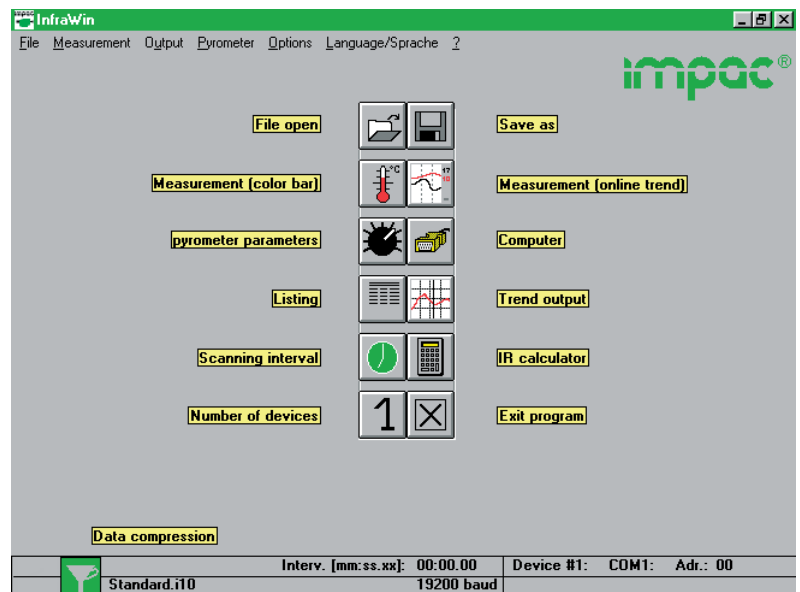 InfraWin
File Measurement Output Pyrometer Options Language/Sprache ?
impac®
File open Save as
Measurement (color bar) °C 17 18 Measurement (online trend)
pyrometer parameters Computer
Listing Trend output
Scanning interval IR calculator
Number of devices 1 Exit program
Data compression
Interv. [mm:ss.xx]: 00:00.00 Device #1: COM1: Adr.: 00
Standard.i10 19200 baud